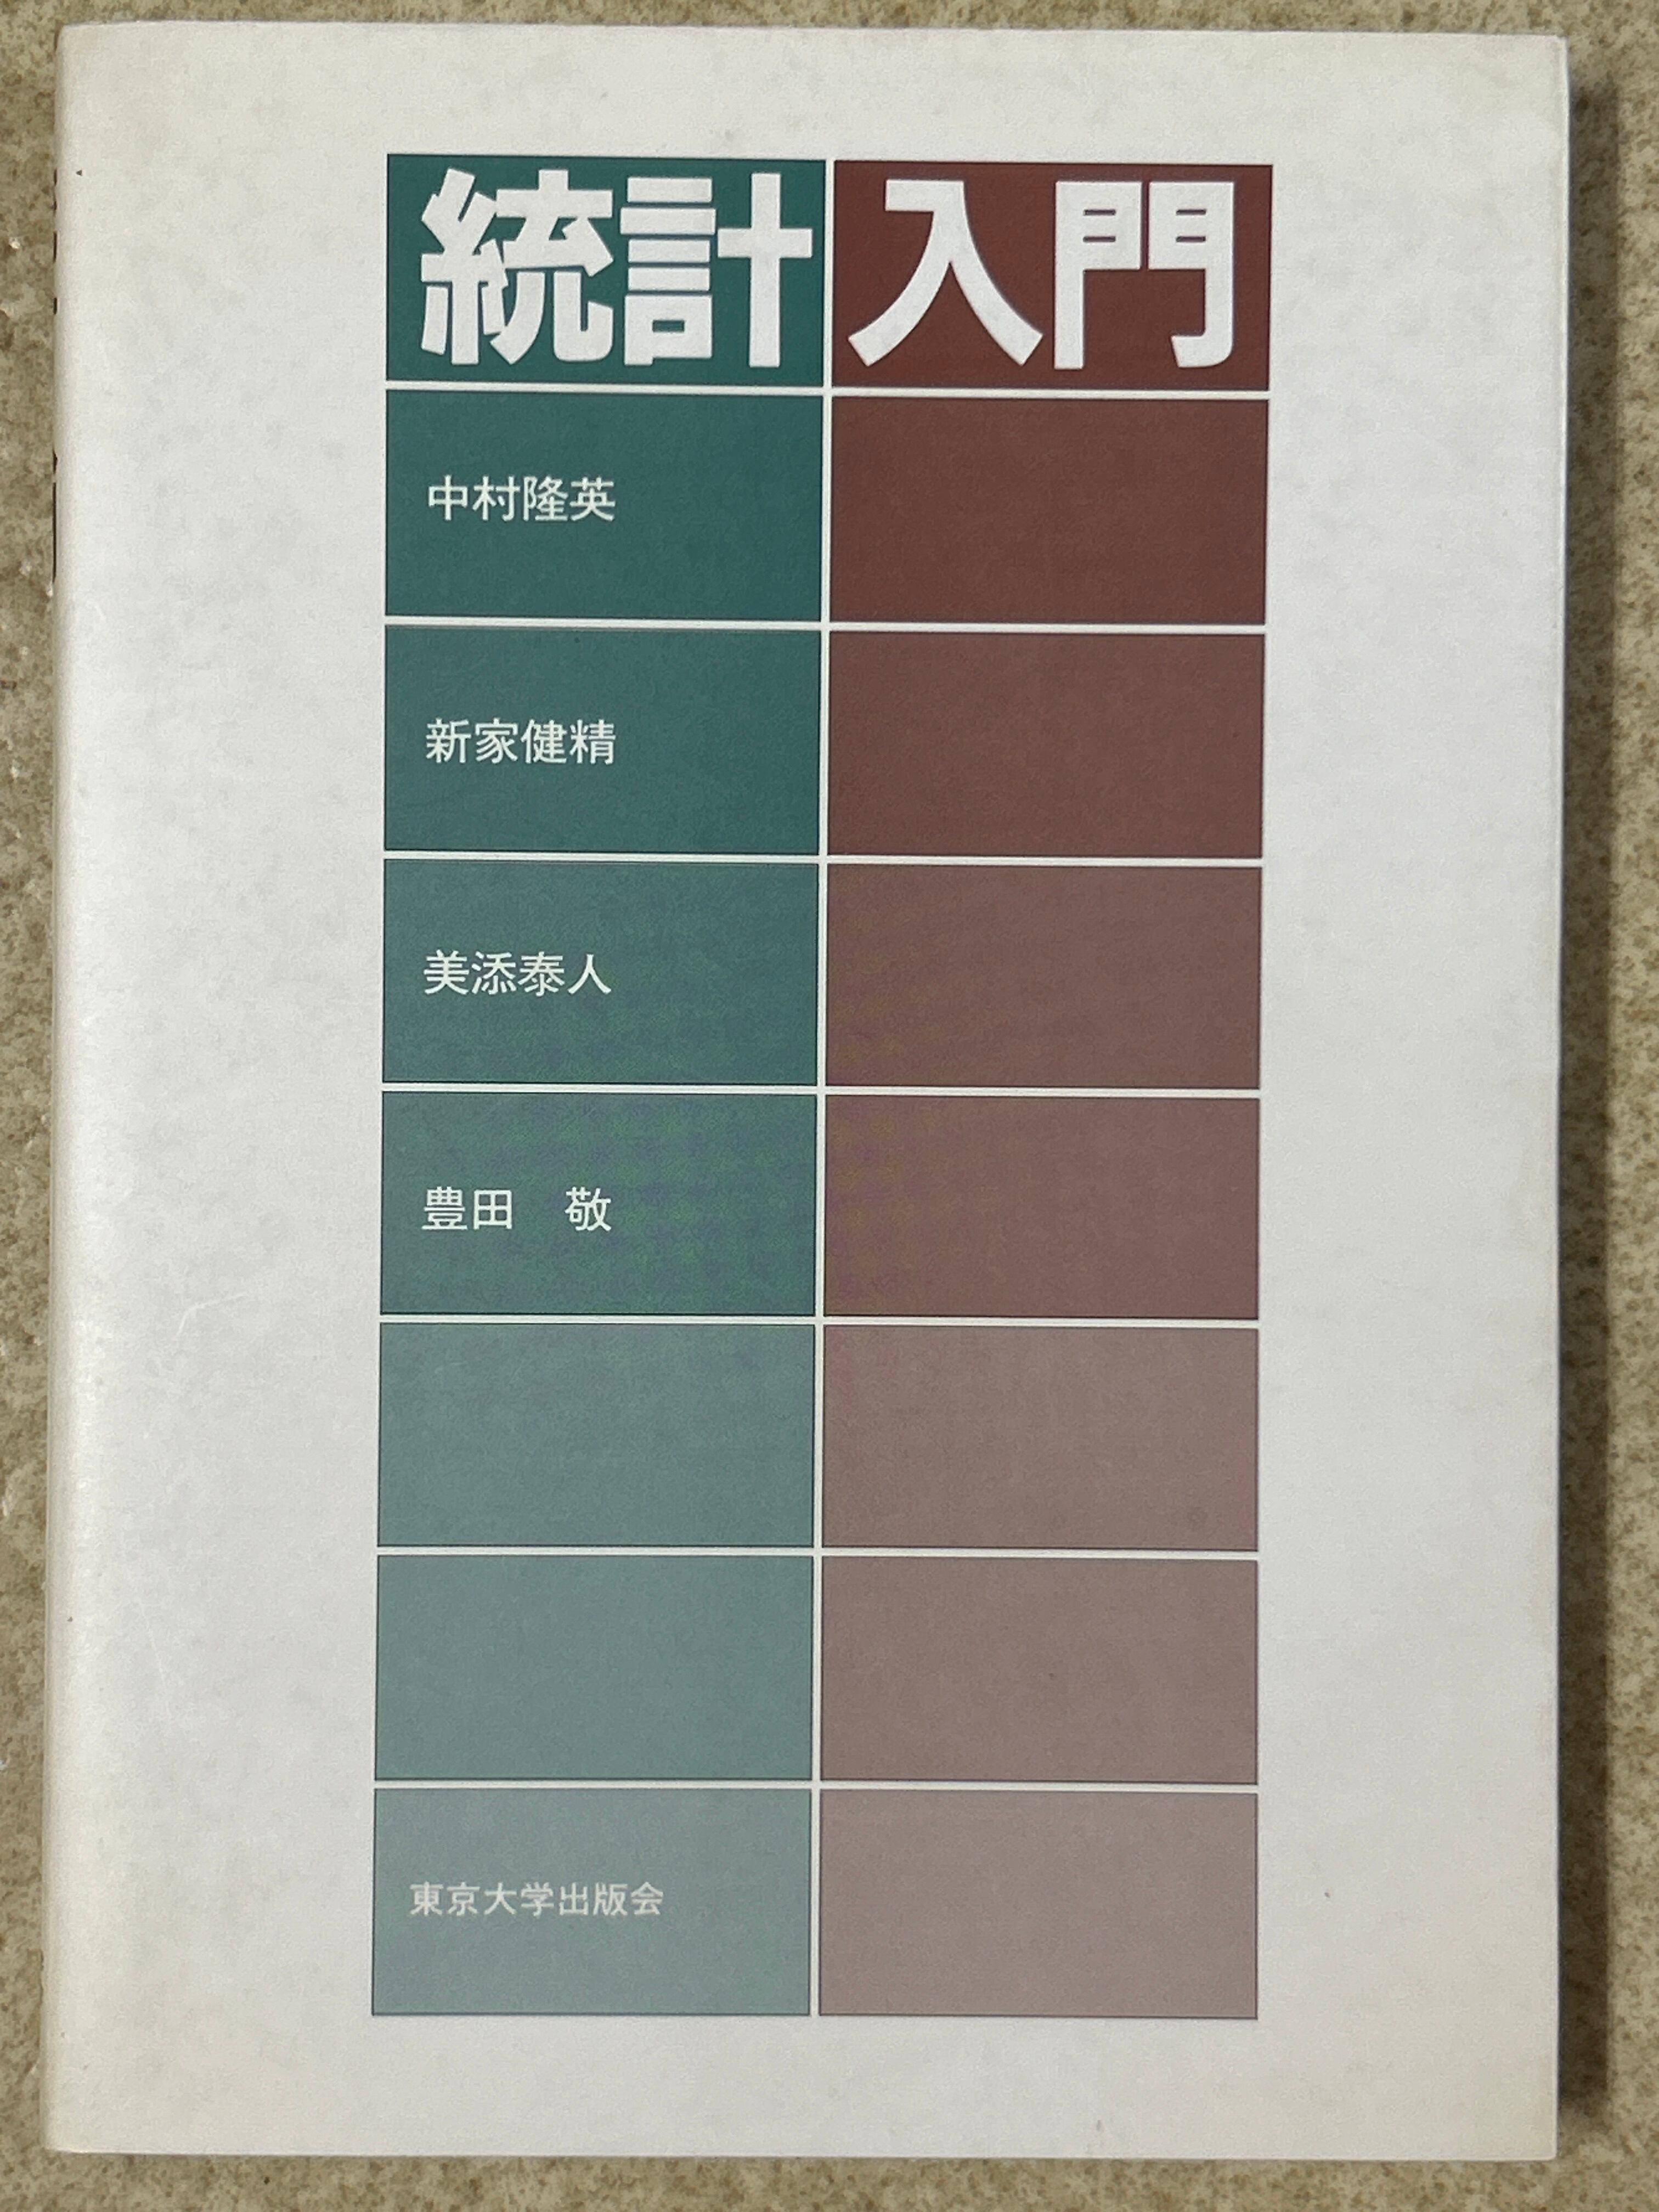 統計入門
中村隆英
新家健精
美添泰人
豊田　敬
東京大学出版会